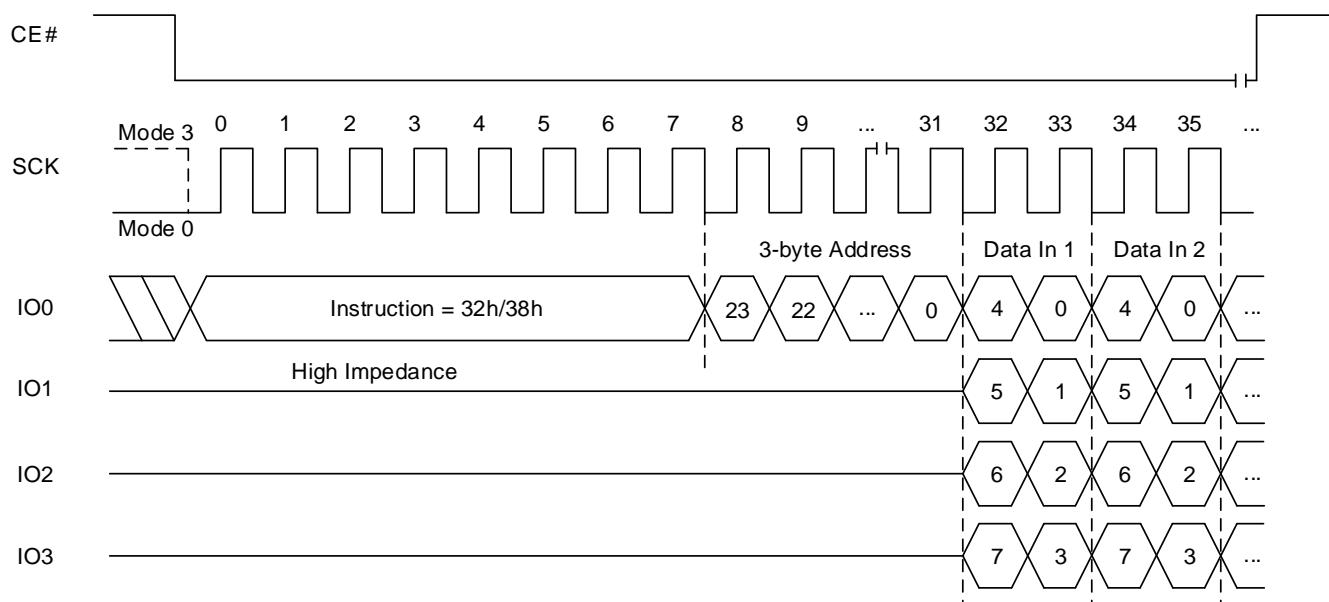 CE#
Mode 3 0 1 2 3 4 5 6 7 8 9 ... 31 32 33 34 35 ...
SCK
Mode 0
3-byte Address Data In 1 Data In 2
IO0 Instruction = 32h/38h 23 22 ... 0 4 0 4 0 ...
High Impedance
IO1 5 1 5 1 ...
IO2 6 2 6 2 ...
IO3 7 3 7 3 ...